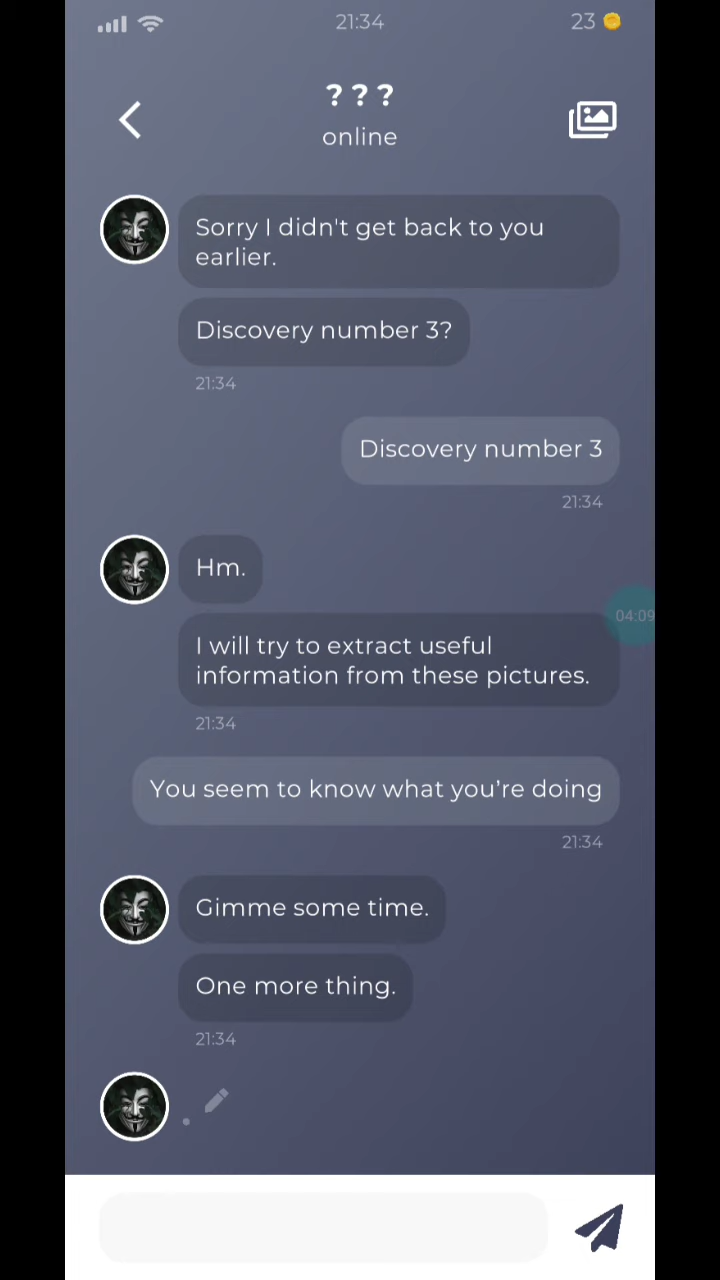 21:34
23
? ? ?
online
Sorry I didn't get back to you
earlier.
Discovery number 3?
21:34
Discovery number 3
21:34
Hm.
04:09
I will try to extract useful
information from these pictures.
21:34
You seem to know what you’re doing
21:34
Gimme some time.
One more thing.
21:34